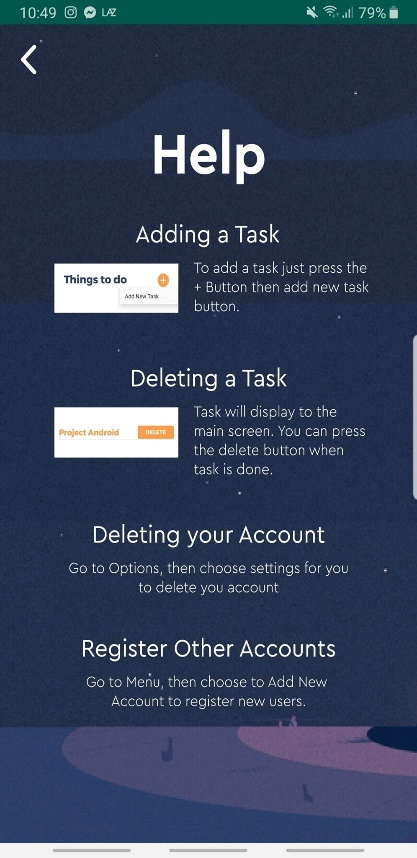 10:49 LAZ 79%
Help
Adding a Task
Things to do +
Add New Task
To add a task just press the
+ Button then add new task
button.
Deleting a Task
Project Android DELETE
Task will display to the
main screen. You can press
the delete button when
task is done.
Deleting your Account
Go to Options, then choose settings for you
to delete you account
Register Other Accounts
Go to Menu, then choose to Add New
Account to register new users.